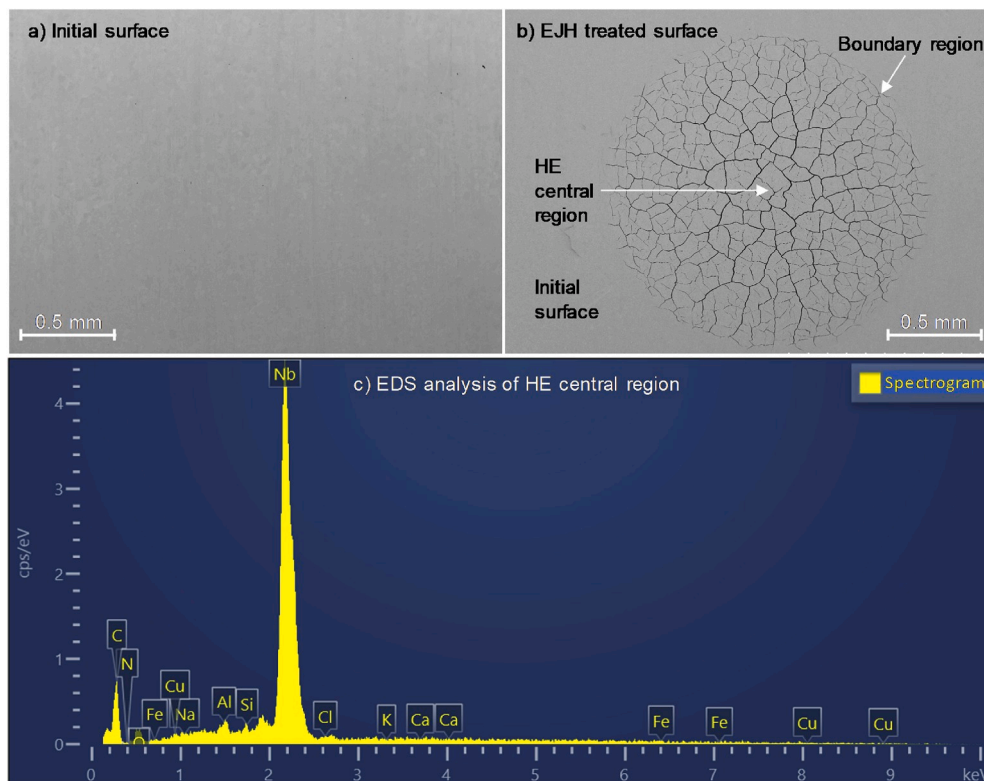 a) Initial surface
0.5 mm
b) EJH treated surface
Boundary region
HE
central
region
Initial
surface
0.5 mm
c) EDS analysis of HE central region
Spectrogram
cps/eV
4
3
2
1
0
Nb
C
N
O
Fe
Cu
Na
Al
Si
Cl
K
Ca
Ca
Fe
Fe
Cu
Cu
0 1 2 3 4 5 6 7 8 9 keV